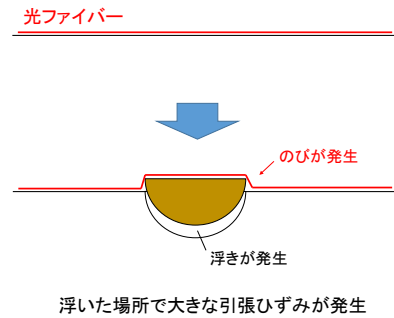 光ファイバー
のびが発生
浮きが発生
浮いた場所で大きな引張ひずみが発生